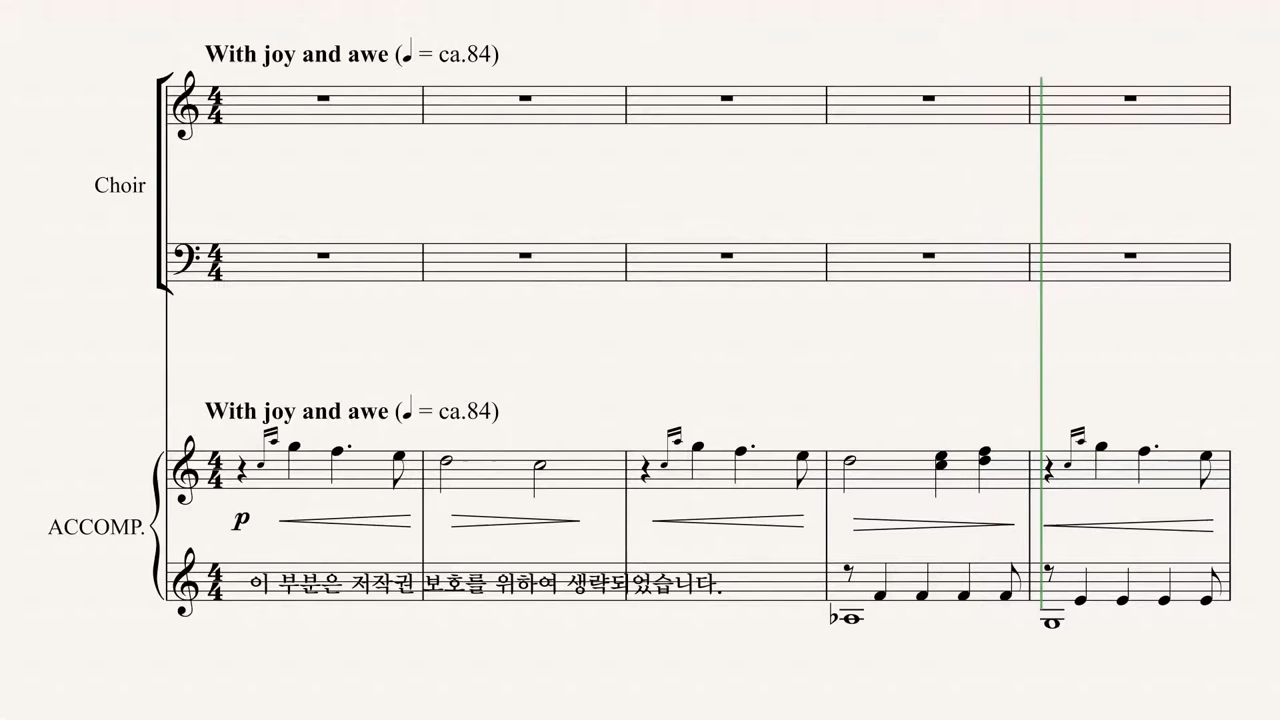 With joy and awe (♩ = ca.84)
Choir
With joy and awe (♩ = ca.84)
p
ACCOMP.
이 부분은 저작권 보호를 위하여 생략되었습니다.